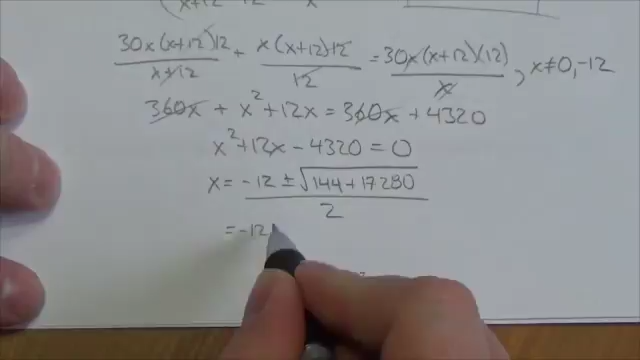 30x(x+12)12 / x+12 + x(x+12)12 / 12 = 30x(x+12)(12) / x , x≠0,-12
360x + x² + 12x = 360x + 4320
x² + 12x - 4320 = 0
x = -12 ± √144 + 17280 / 2
= -12